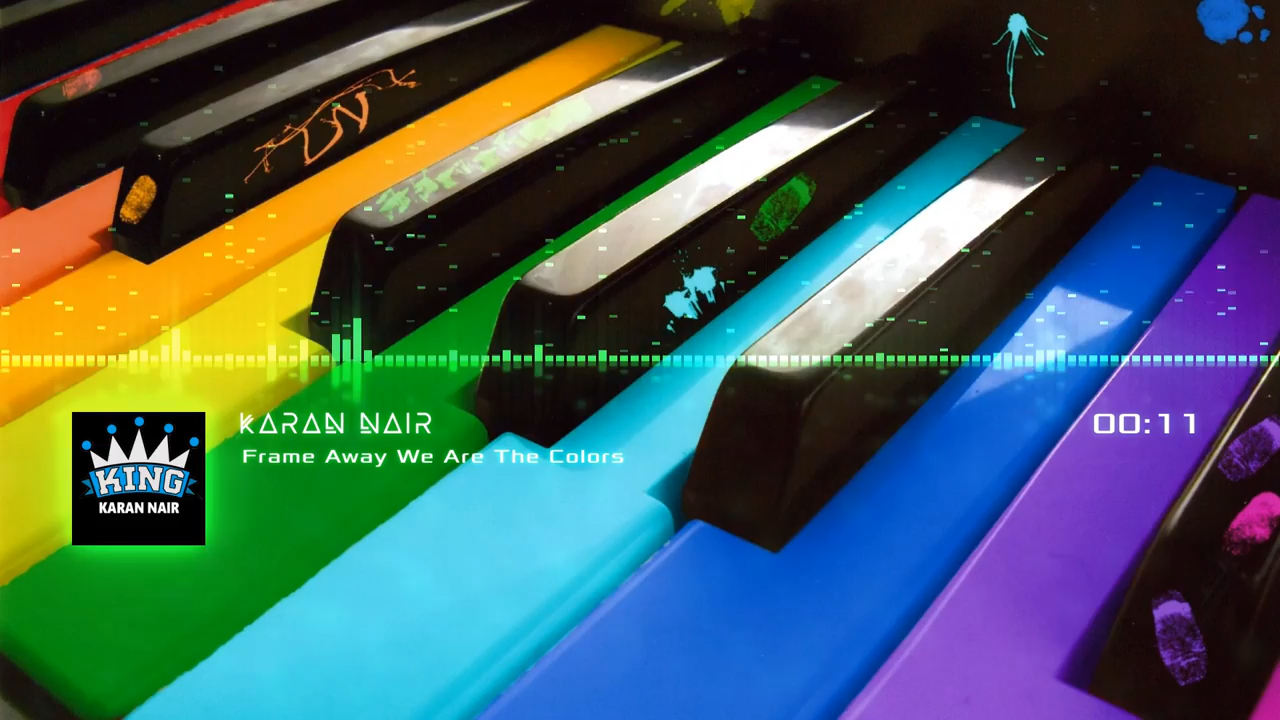 KARAN NAIR
00:11
Frame Away We Are The Colors
KING
KARAN NAIR